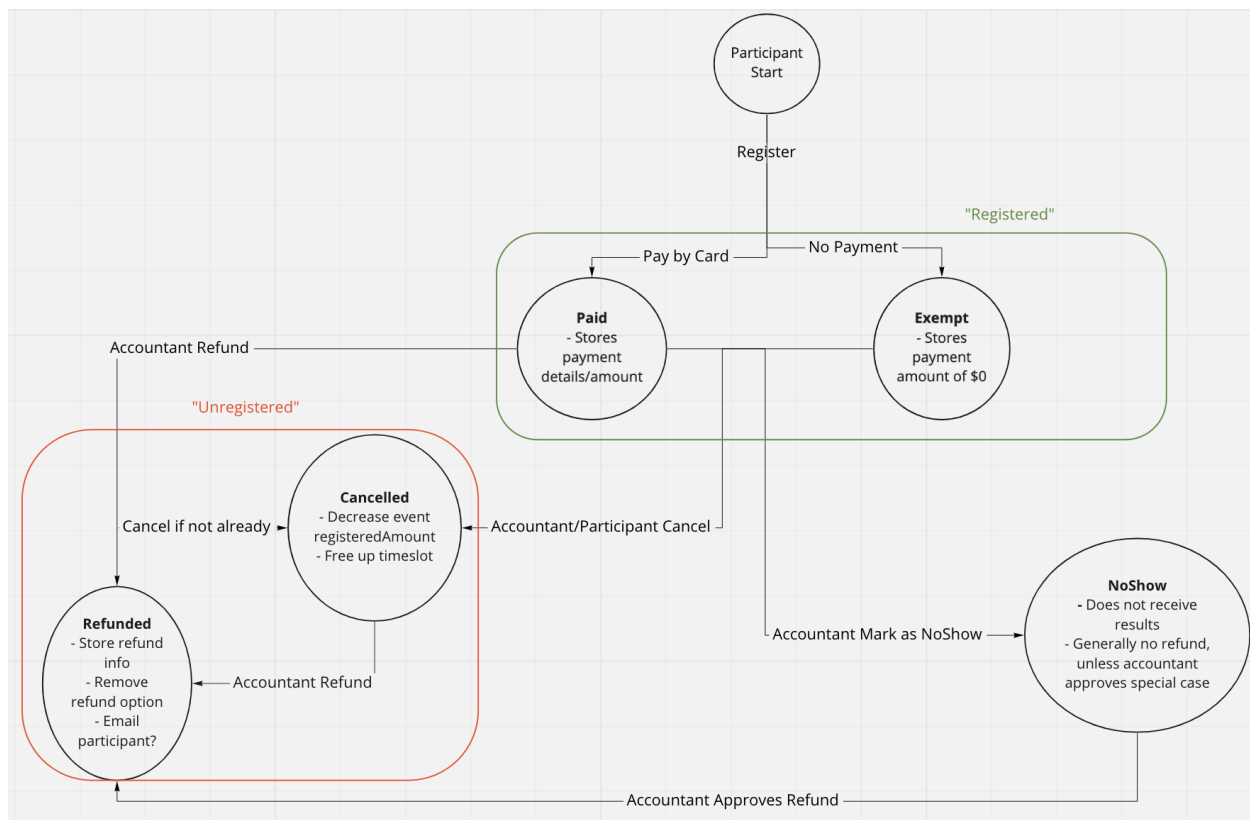 Participant
Start
Register
"Registered"
No Payment
Pay by Card
Paid
- Stores
payment
details/amount
Exempt
- Stores
payment
amount of $0
Accountant Refund
"Unregistered"
Cancelled
- Decrease event
registeredAmount
- Free up timeslot
Cancel if not already
Accountant/Participant Cancel
NoShow
- Does not receive
results
- Generally no refund,
unless accountant
approves special case
Accountant Mark as NoShow
Refunded
- Store refund
info
- Remove
refund option
- Email
participant?
Accountant Refund
Accountant Approves Refund